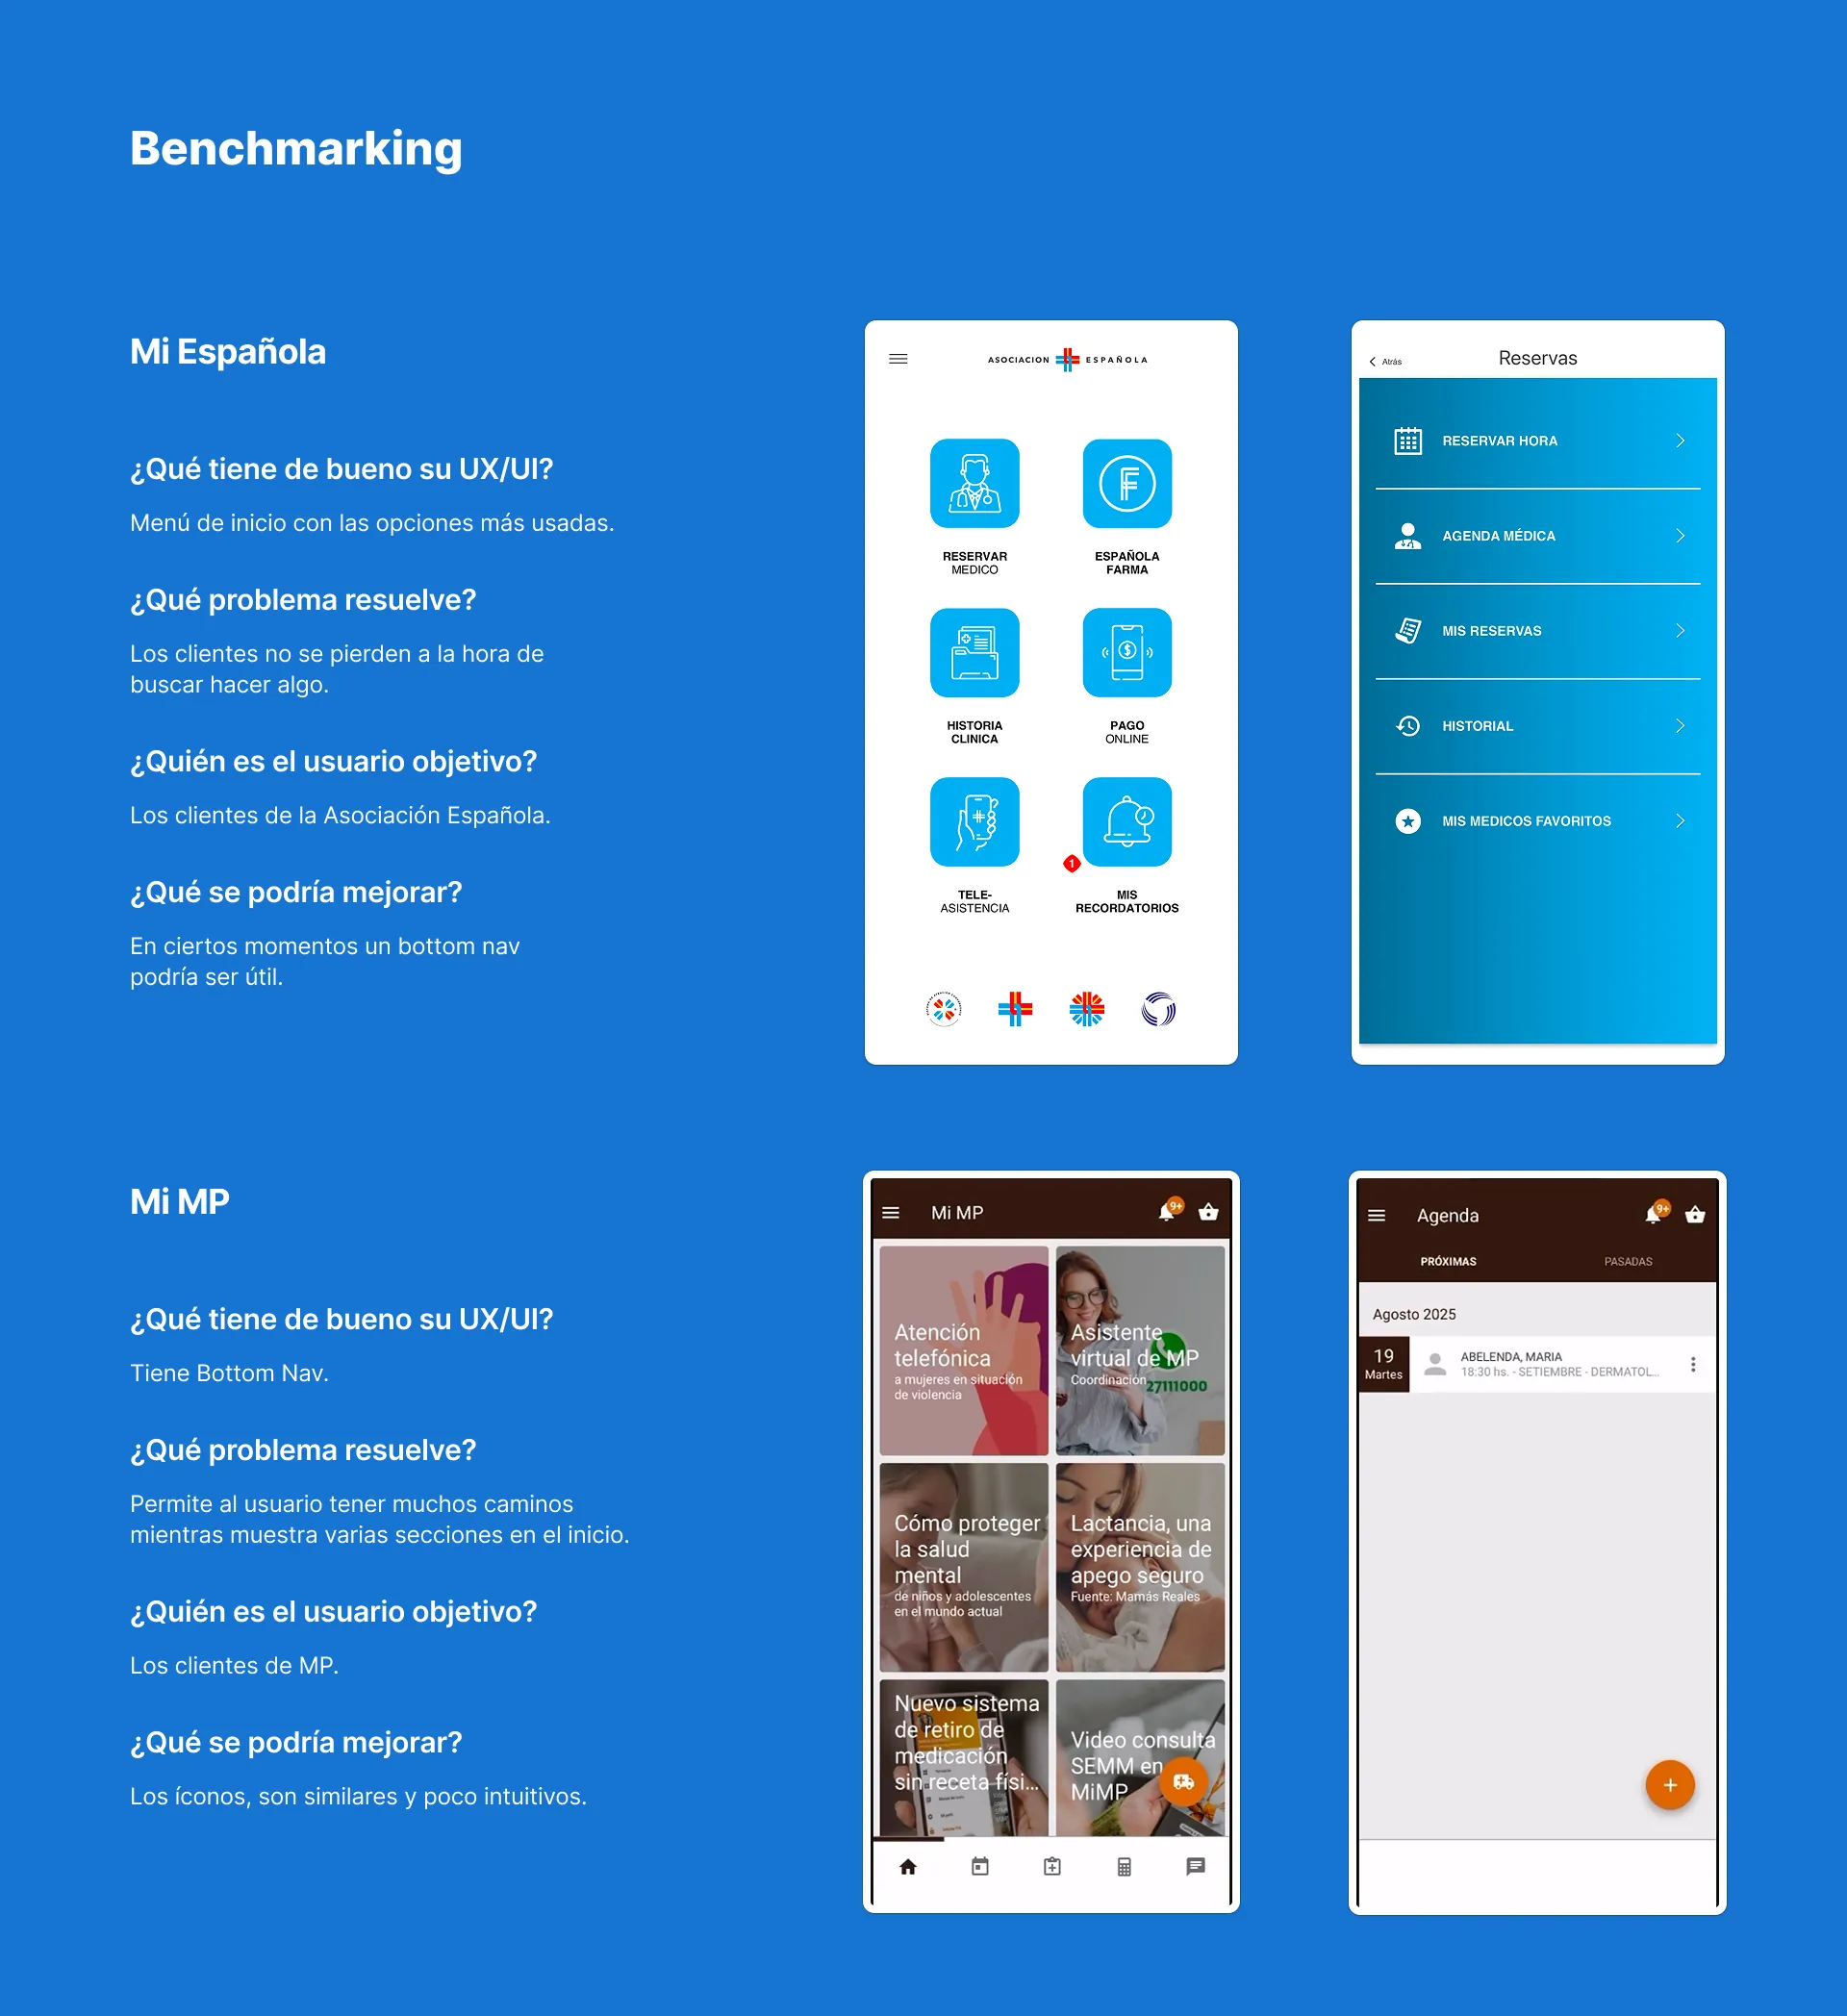 Benchmarking
Mi Española
¿Qué tiene de bueno su UX/UI?
Menú de inicio con las opciones más usadas.
¿Qué problema resuelve?
Los clientes no se pierden a la hora de
buscar hacer algo.
¿Quién es el usuario objetivo?
Los clientes de la Asociación Española.
¿Qué se podría mejorar?
En ciertos momentos un bottom nav
podría ser útil.
ASOCIACION ESPAÑOLA
RESERVAR
MEDICO
ESPAÑOLA
FARMA
HISTORIA
CLINICA
PAGO
ONLINE
TELE-
ASISTENCIA
1
MIS
RECORDATORIOS
Atrás
Reservas
RESERVAR HORA
AGENDA MÉDICA
MIS RESERVAS
HISTORIAL
MIS MEDICOS FAVORITOS
Mi MP
¿Qué tiene de bueno su UX/UI?
Tiene Bottom Nav.
¿Qué problema resuelve?
Permite al usuario tener muchos caminos
mientras muestra varias secciones en el inicio.
¿Quién es el usuario objetivo?
Los clientes de MP.
¿Qué se podría mejorar?
Los íconos, son similares y poco intuitivos.
Mi MP
9+
Atención
telefónica
a mujeres en situación
de violencia
Asistente
virtual de MP
Coordinación
27111000
Cómo proteger
la salud
mental
de niños y adolescentes
en el mundo actual
Lactancia, una
experiencia de
apego seguro
Fuente: Mamás Reales
Nuevo sistema
de retiro de
medicación
sin receta físi...
Video consulta
SEMM en
MiMP
Agenda
9+
PRÓXIMAS
PASADAS
Agosto 2025
19
Martes
ABELENDA, MARIA
18:30 hs. - SETIEMBRE - DERMATOL...